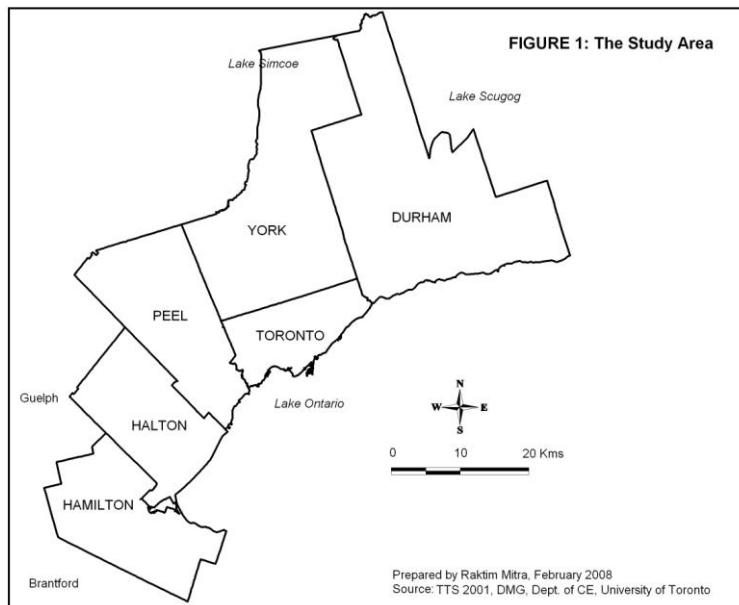 FIGURE 1: The Study Area
Lake Simcoe
Lake Scugog
DURHAM
YORK
PEEL
TORONTO
Guelph
Lake Ontario
N
W E
S
HALTON
0 10 20 Kms
HAMILTON
Brantford
Prepared by Raktim Mitra, February 2008
Source: TTS 2001, DMG, Dept. of CE, University of Toronto